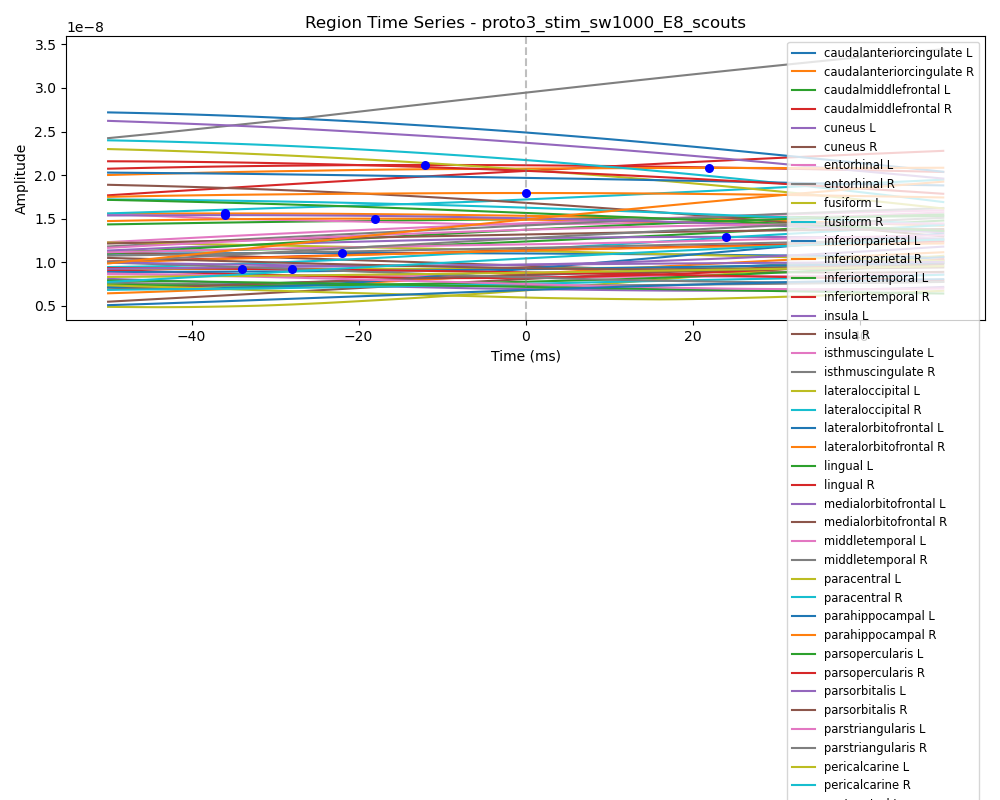 Region Time Series - proto3_stim_sw1000_E8_scouts
1e−8
3.5
3.0
2.5
2.0
1.5
1.0
0.5
Amplitude
−40
−20
0
20
Time (ms)
caudalanteriorcingulate L
caudalanteriorcingulate R
caudalmiddlefrontal L
caudalmiddlefrontal R
cuneus L
cuneus R
entorhinal L
entorhinal R
fusiform L
fusiform R
inferiorparietal L
inferiorparietal R
inferiortemporal L
inferiortemporal R
insula L
insula R
isthmuscingulate L
isthmuscingulate R
lateraloccipital L
lateraloccipital R
lateralorbitofrontal L
lateralorbitofrontal R
lingual L
lingual R
medialorbitofrontal L
medialorbitofrontal R
middletemporal L
middletemporal R
paracentral L
paracentral R
parahippocampal L
parahippocampal R
parsopercularis L
parsopercularis R
parsorbitalis L
parsorbitalis R
parstriangularis L
parstriangularis R
pericalcarine L
pericalcarine R